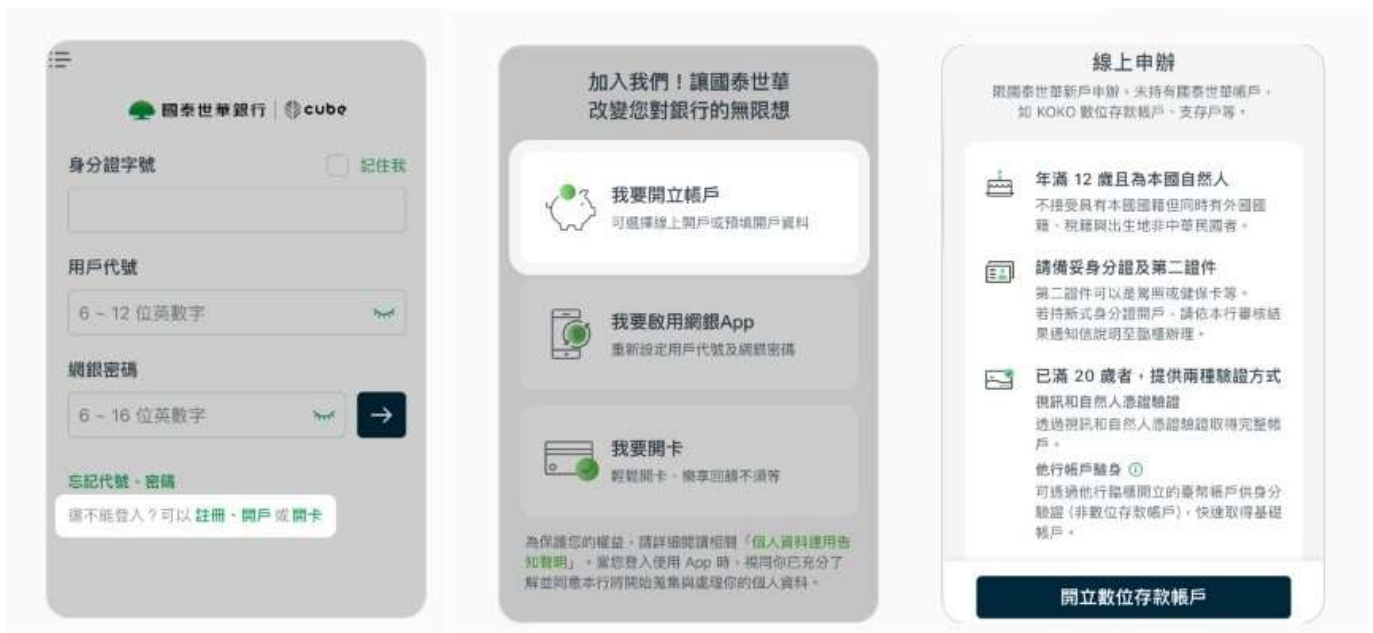 國泰世華銀行 | cube
身分證字號 記住我
用戶代號
6 ~ 12 位英數字
網銀密碼
6 ~ 16 位英數字
忘記代號、密碼
還不能登入？可以 註冊、開戶 或 開卡
加入我們！讓國泰世華
改變您對銀行的無限想
我要開立帳戶
可選擇線上開戶或預填開戶資料
我要啟用網銀App
重新設定用戶代號及網銀密碼
我要開卡
輕鬆開卡、樂享回饋不須等
為保護您的權益，請詳細閱讀相關「個人資料運用告
知聲明」。當您登入使用 App 時，視同你已充分了
解並同意本行將開始蒐集與處理你的個人資料。
線上申辦
限國泰世華新戶申辦，未持有國泰世華帳戶，
如 KOKO 數位存款帳戶、支存戶等。
年滿 12 歲且為本國自然人
不接受具有本國國籍但同時有外國國
籍、稅籍與出生地非中華民國者。
請備妥身分證及第二證件
第二證件可以是駕照或健保卡等。
若持新式身分證開戶，請依本行審核結
果通知信說明至臨櫃辦理。
已滿 20 歲者，提供兩種驗證方式
視訊和自然人憑證驗證
透過視訊和自然人憑證驗證取得完整帳
戶。
他行帳戶驗身
可透過他行臨櫃開立的臺幣帳戶供身分
驗證 (非數位存款帳戶)，快速取得基礎
帳戶。
開立數位存款帳戶